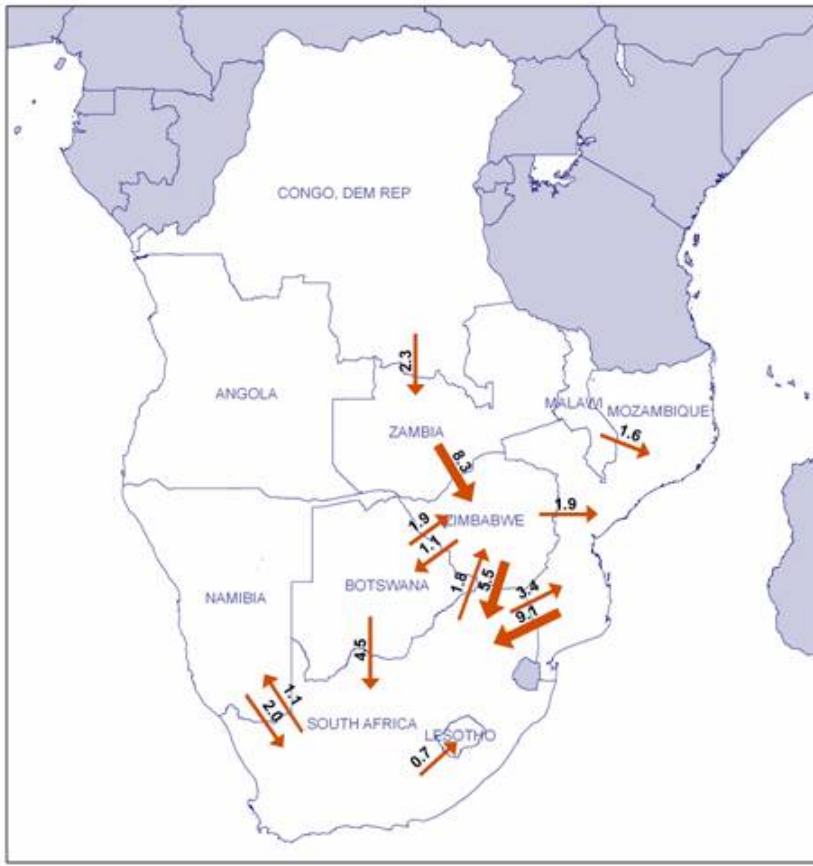 CONGO, DEM REP
2.3
ANGOLA
MALAWI
MOZAMBIQUE
ZAMBIA
1.6
8.3
1.9
1.9
ZIMBABWE
1.1
BOTSWANA
1.8
5.5
3.4
NAMIBIA
9.1
4.5
1.1
2.0
SOUTH AFRICA
LESOTHO
0.7